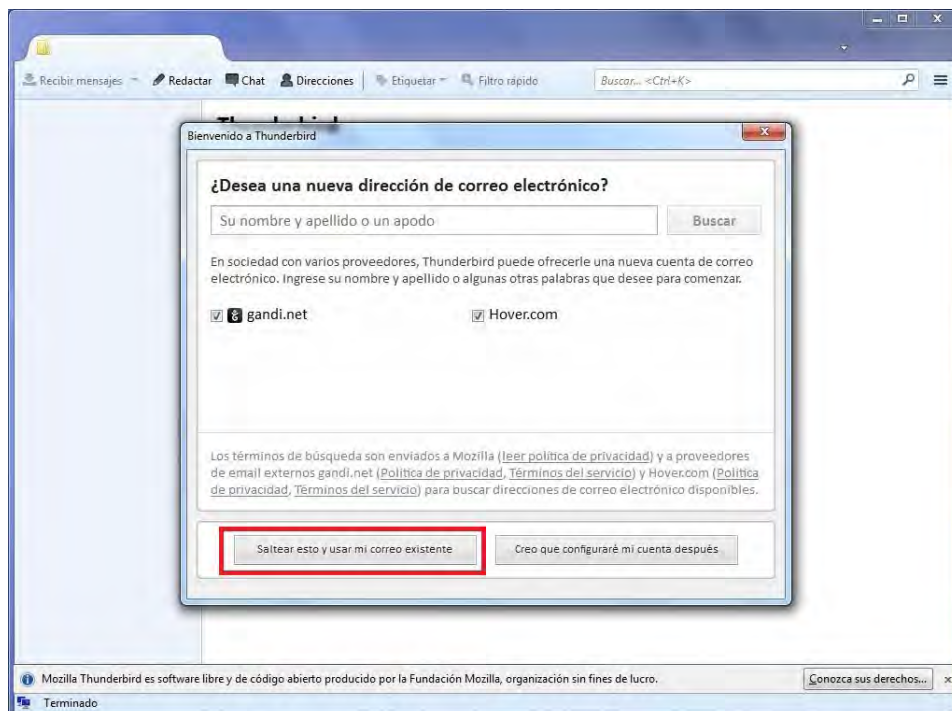 Recibir mensajes Redactar Chat Direcciones Etiquetar Filtro rápido Buscar... <Ctrl+K>
Bienvenido a Thunderbird
¿Desea una nueva dirección de correo electrónico?
Su nombre y apellido o un apodo Buscar
En sociedad con varios proveedores, Thunderbird puede ofrecerle una nueva cuenta de correo
electrónico. Ingrese su nombre y apellido o algunas otras palabras que desee para comenzar.
gandi.net Hover.com
Los términos de búsqueda son enviados a Mozilla (leer política de privacidad) y a proveedores
de email externos gandi.net (Política de privacidad, Términos del servicio) y Hover.com (Política
de privacidad, Términos del servicio) para buscar direcciones de correo electrónico disponibles.
Saltear esto y usar mi correo existente Creo que configuraré mi cuenta después
Mozilla Thunderbird es software libre y de código abierto producido por la Fundación Mozilla, organización sin fines de lucro. Conozca sus derechos...
Terminado